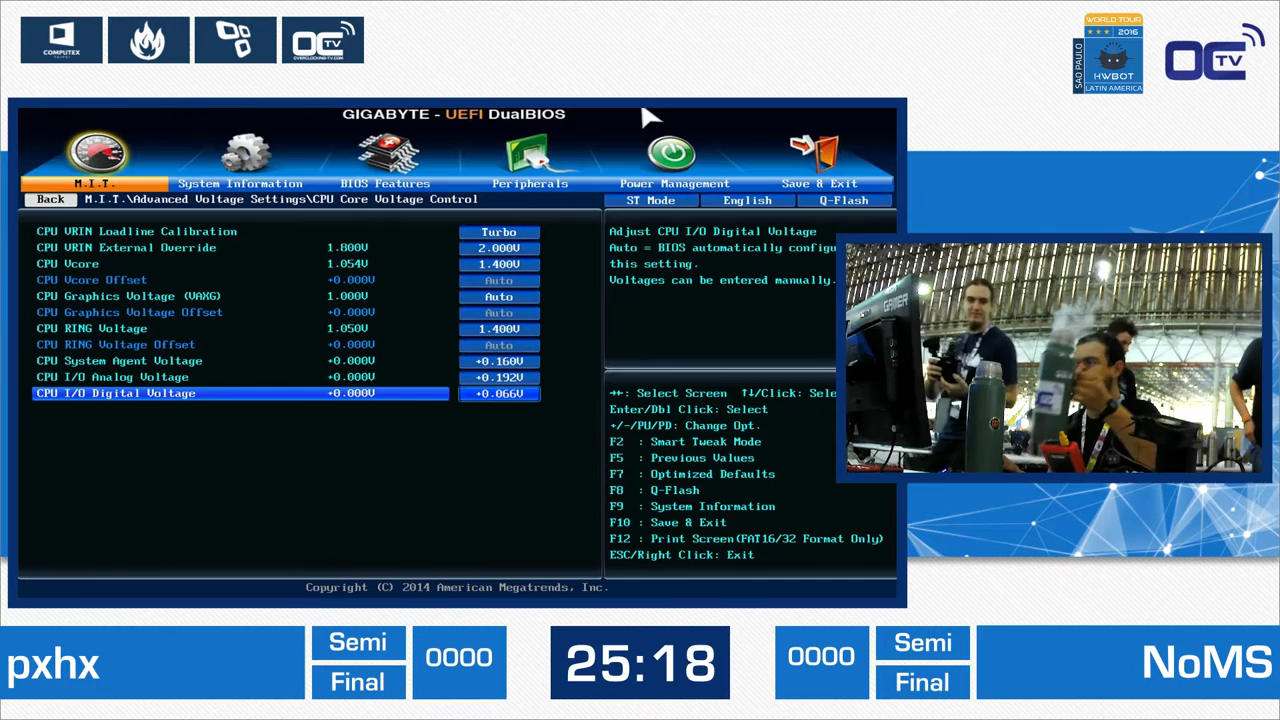 COMPUTEX
OC TV
OVERCLOCKING-TV.COM
WORLD TOUR
2016
SAO PAULO
HWBOT
LATIN AMERICA
OC TV
GIGABYTE - UEFI DualBIOS
M.I.T. System Information BIOS Features Peripherals Power Management Save & Exit
Back M.I.T.\Advanced Voltage Settings\CPU Core Voltage Control ST Mode English Q-Flash
CPU VRIN Loadline Calibration Turbo
CPU VRIN External Override 1.800V 2.000V
CPU Vcore 1.054V 1.400V
CPU Vcore Offset +0.000V Auto
CPU Graphics Voltage (VAXG) 1.000V Auto
CPU Graphics Voltage Offset +0.000V Auto
CPU RING Voltage 1.050V 1.400V
CPU RING Voltage Offset +0.000V Auto
CPU System Agent Voltage +0.000V +0.160V
CPU I/O Analog Voltage +0.000V +0.192V
CPU I/O Digital Voltage +0.000V +0.066V
Adjust CPU I/O Digital Voltage
Auto = BIOS automatically configu
this setting.
Voltages can be entered manually.
→←: Select Screen ↑↓/Click: Sele
Enter/Dbl Click: Select
+/-/PU/PD: Change Opt.
F2 : Smart Tweak Mode
F5 : Previous Values
F7 : Optimized Defaults
F8 : Q-Flash
F9 : System Information
F10 : Save & Exit
F12 : Print Screen(FAT16/32 Format Only)
ESC/Right Click: Exit
Copyright (C) 2014 American Megatrends, Inc.
GAMER
pxhx
Semi
Final
0000
25:18
0000
Semi
Final
NoMS